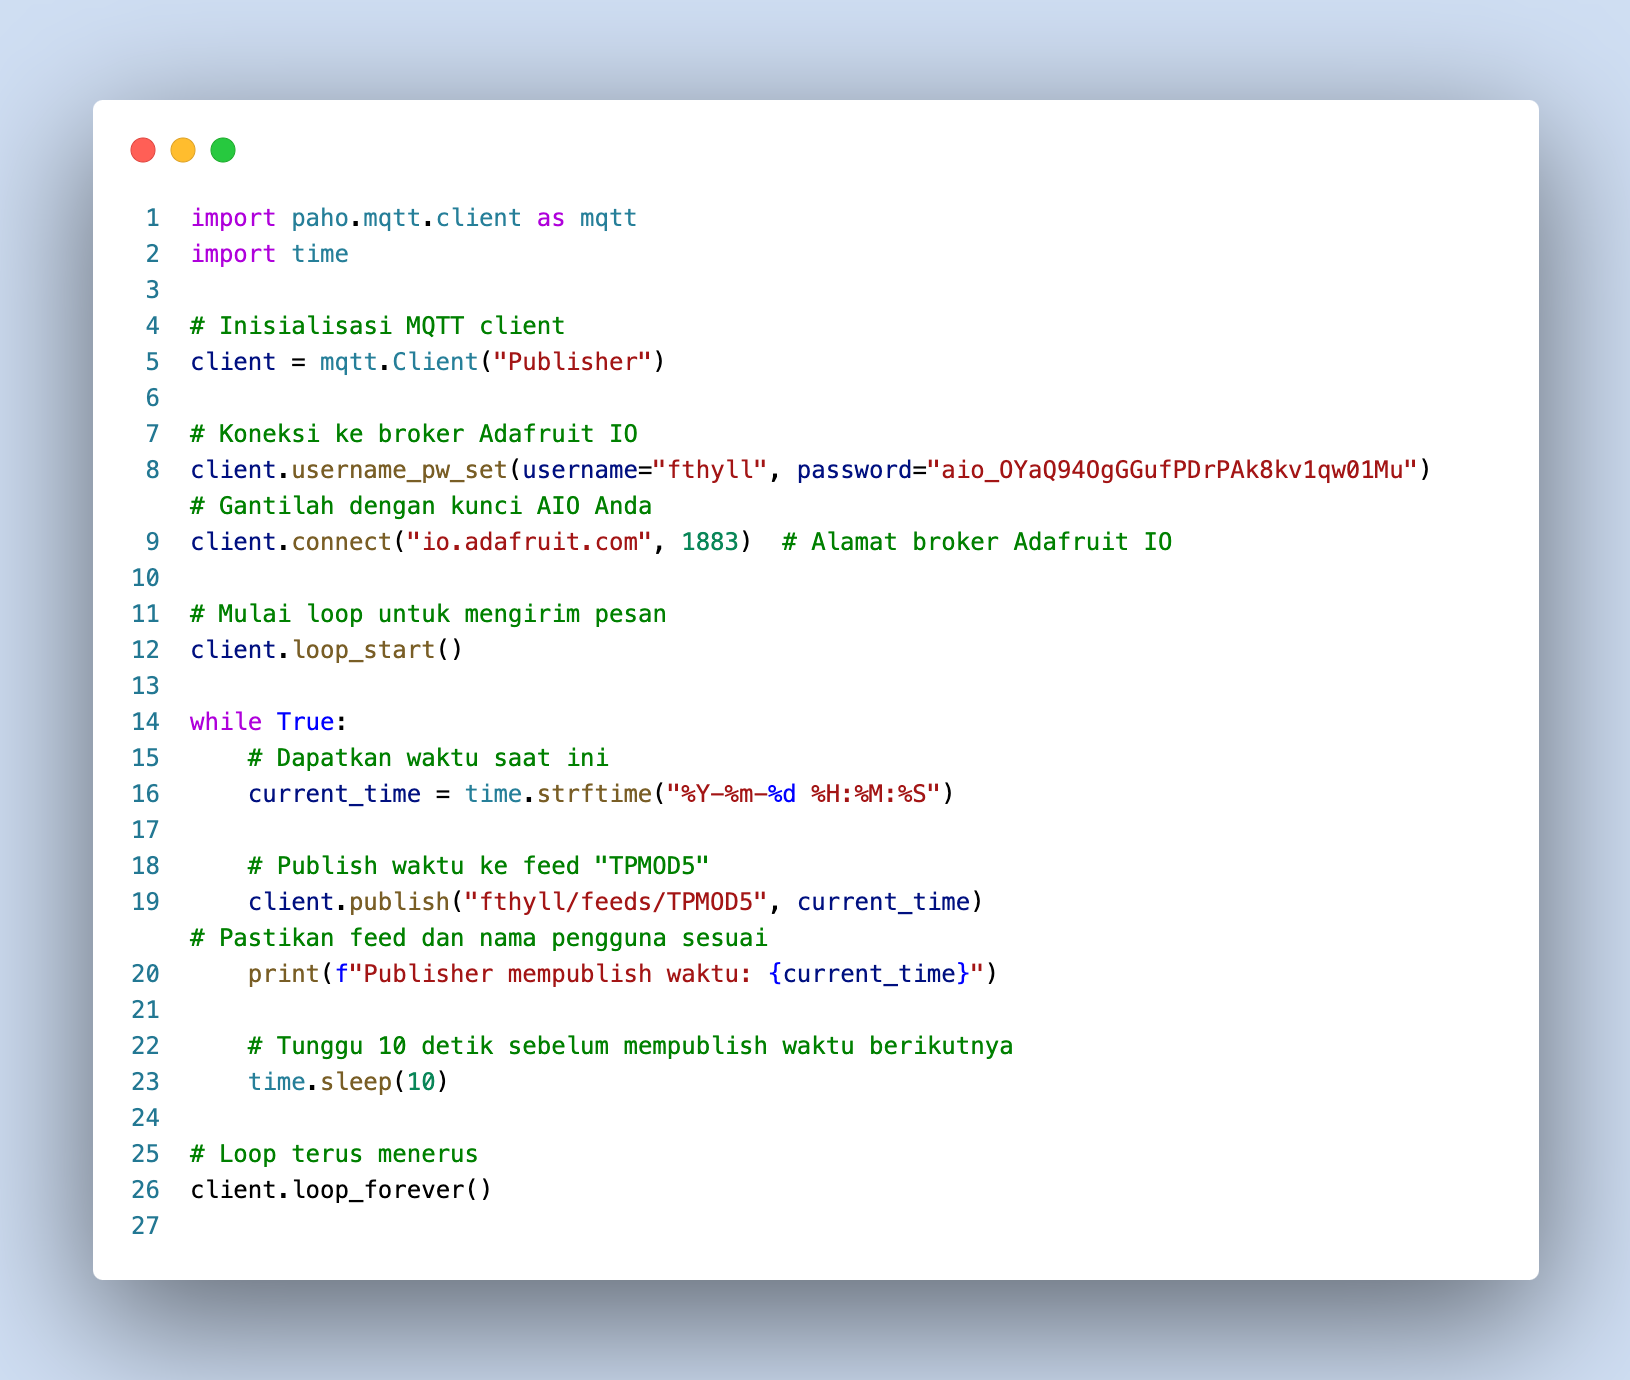 1 import paho.mqtt.client as mqtt
2 import time
3
4 # Inisialisasi MQTT client
5 client = mqtt.Client("Publisher")
6
7 # Koneksi ke broker Adafruit IO
8 client.username_pw_set(username="fthyll", password="aio_OYaQ94OgGGufPDrPAk8kv1qw01Mu")
# Gantilah dengan kunci AIO Anda
9 client.connect("io.adafruit.com", 1883)  # Alamat broker Adafruit IO
10
11 # Mulai loop untuk mengirim pesan
12 client.loop_start()
13
14 while True:
15     # Dapatkan waktu saat ini
16     current_time = time.strftime("%Y-%m-%d %H:%M:%S")
17
18     # Publish waktu ke feed "TPMOD5"
19     client.publish("fthyll/feeds/TPMOD5", current_time)
# Pastikan feed dan nama pengguna sesuai
20     print(f"Publisher mempublish waktu: {current_time}")
21
22     # Tunggu 10 detik sebelum mempublish waktu berikutnya
23     time.sleep(10)
24
25 # Loop terus menerus
26 client.loop_forever()
27